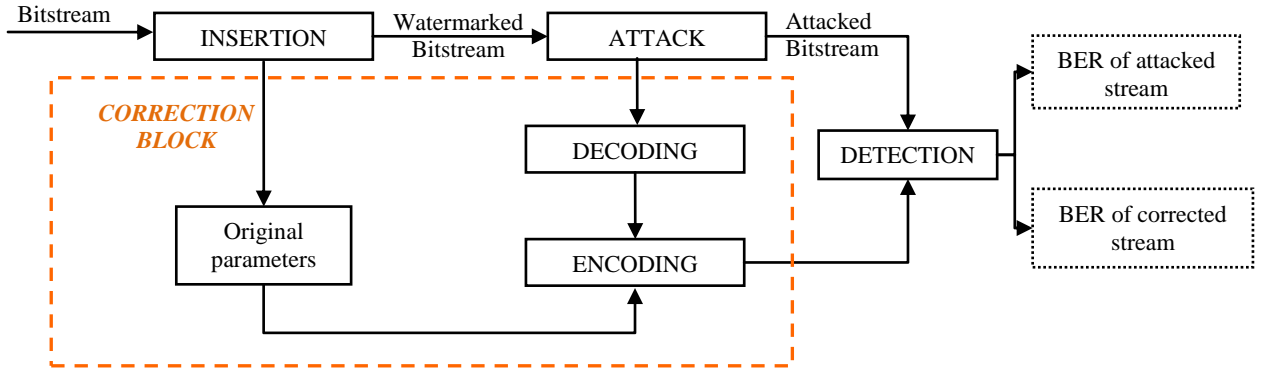 Bitstream
INSERTION
Watermarked
Bitstream
ATTACK
Attacked
Bitstream
BER of attacked
stream
CORRECTION
BLOCK
DECODING
DETECTION
Original
parameters
ENCODING
BER of corrected
stream